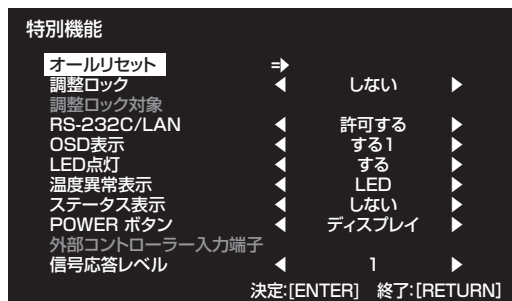 特別機能
オールリセット
調整ロック しない
調整ロック対象
RS-232C/LAN 許可する
OSD表示 する1
LED点灯 する
温度異常表示 LED
ステータス表示 しない
POWER ボタン ディスプレイ
外部コントローラー入力端子
信号応答レベル 1
決定:[ENTER] 終了:[RETURN]